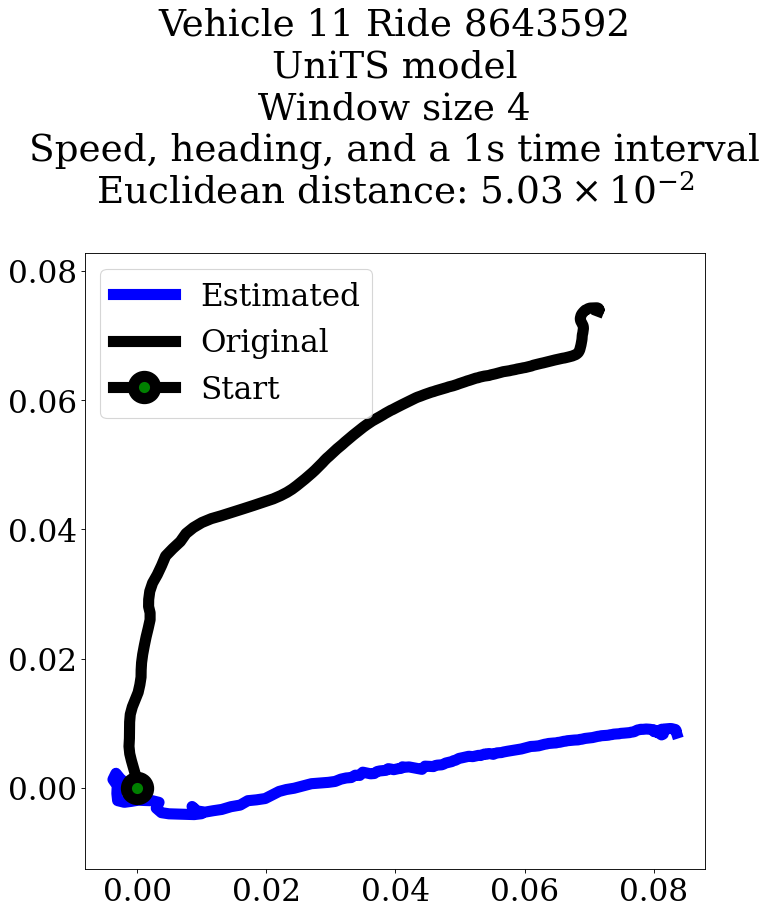 Vehicle 11 Ride 8643592
UniTS model
Window size 4
Speed, heading, and a 1s time interval
Euclidean distance: 5.03 × 10⁻²
Estimated
Original
Start
0.08
0.06
0.04
0.02
0.00
0.00 0.02 0.04 0.06 0.08